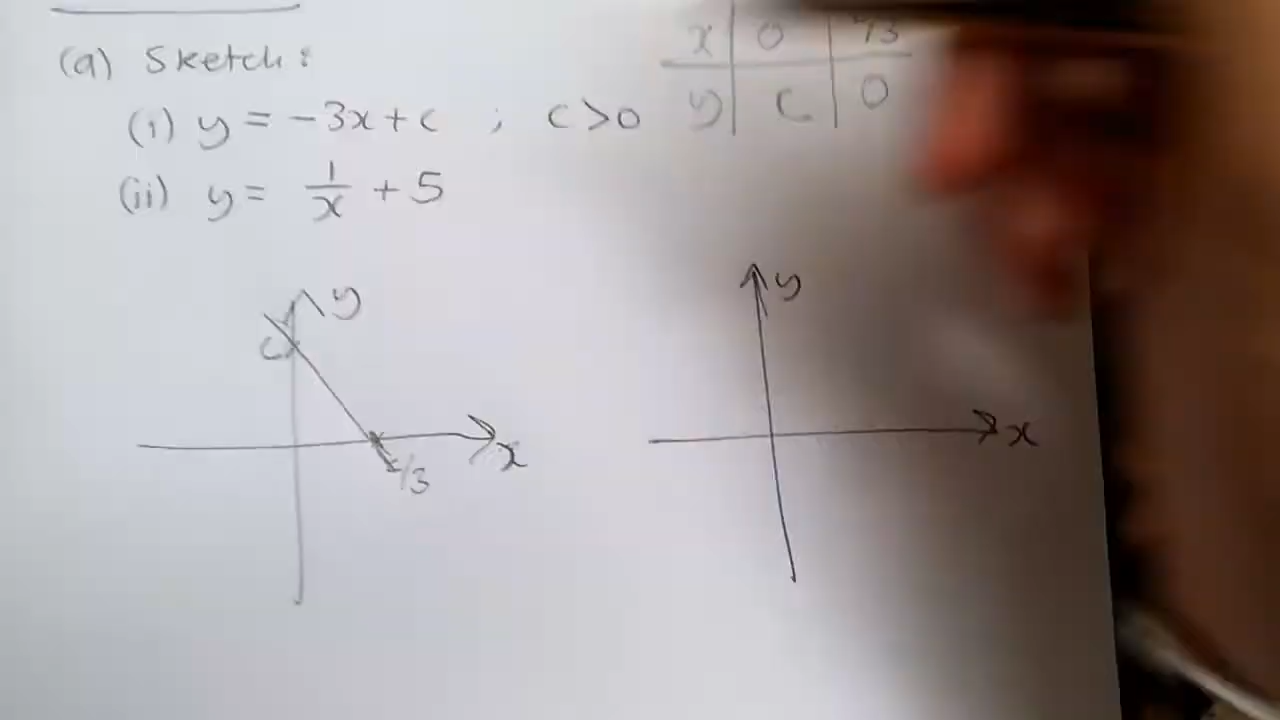 (a) Sketch:
x 0 c/3
y c 0
(i) y = -3x+c ; c>0
(ii) y = 1/x + 5
y
c
x
c/3
y
x